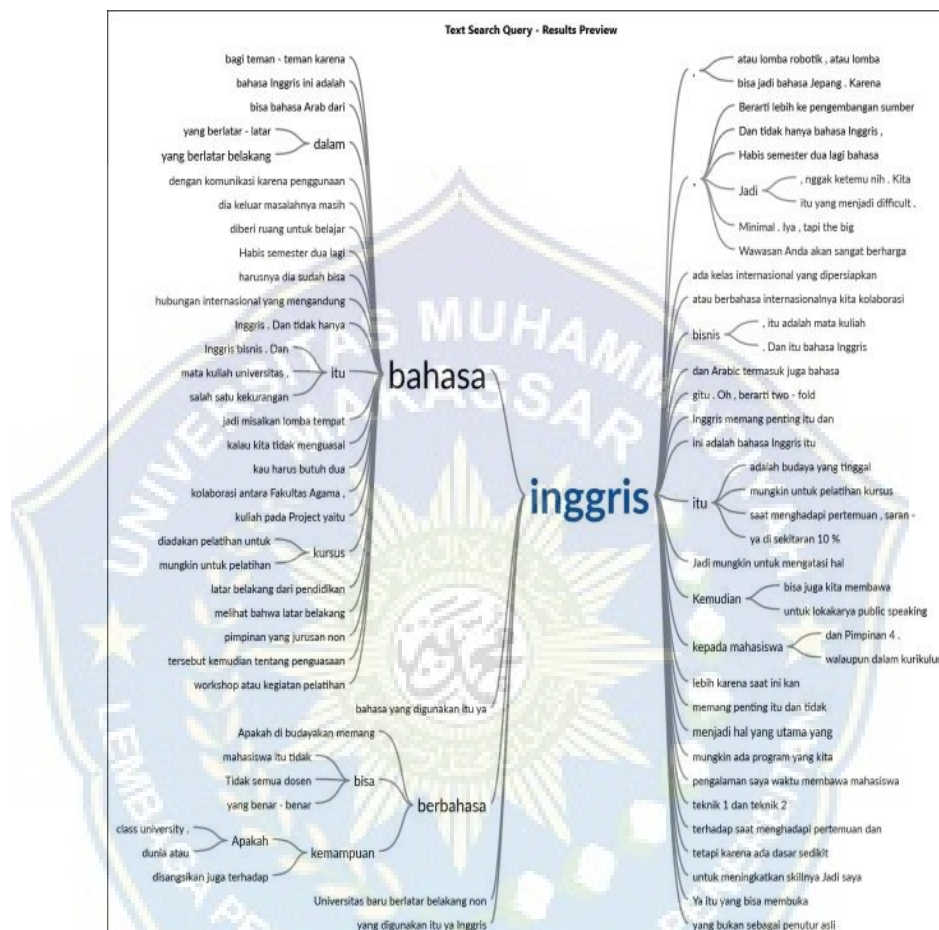 Text Search Query - Results Preview
bagi teman - teman karena
bahasa Inggris ini adalah
bisa bahasa Arab dari
yang berlatar - latar
yang berlatar belakang
dalam
dengan komunikasi karena penggunaan
dia keluar masalahnya masih
diberi ruang untuk belajar
Habis semester dua lagi
harusnya dia sudah bisa
hubungan internasional yang mengandung
Inggris . Dan tidak hanya
Inggris bisnis . Dan
mata kuliah universitas ,
salah satu kekurangan
itu
jadi misalkan lomba tempat
kalau kita tidak menguasai
kau harus butuh dua
kolaborasi antara Fakultas Agama ,
kuliah pada Project yaitu
diadakan pelatihan untuk
mungkin untuk pelatihan
kursus
latar belakang dari pendidikan
melihat bahwa latar belakang
pimpinan yang jurusan non
tersebut kemudian tentang penguasaan
workshop atau kegiatan pelatihan
bahasa
bahasa yang digunakan itu ya
Apakah di budayakan memang
mahasiswa itu tidak
Tidak semua dosen
yang benar - benar
bisa
class university .
dunia atau
Apakah
disangsikan juga terhadap
kemampuan
berbahasa
Universitas baru berlatar belakang non
yang digunakan itu ya Inggris
inggris
,
atau lomba robotik , atau lomba
bisa jadi bahasa Jepang . Karena
.
Berarti lebih ke pengembangan sumber
Dan tidak hanya bahasa Inggris ,
Habis semester dua lagi bahasa
Jadi
, nggak ketemu nih . Kita
itu yang menjadi difficult .
Minimal . Iya , tapi the big
Wawasan Anda akan sangat berharga
ada kelas internasional yang dipersiapkan
atau berbahasa internasionalnya kita kolaborasi
bisnis
, itu adalah mata kuliah
. Dan itu bahasa Inggris
dan Arabic termasuk juga bahasa
gitu . Oh , berarti two - fold
Inggris memang penting itu dan
ini adalah bahasa Inggris itu
itu
adalah budaya yang tinggal
mungkin untuk pelatihan kursus
saat menghadapi pertemuan , saran -
ya di sekitaran 10 %
Jadi mungkin untuk mengatasi hal
Kemudian
bisa juga kita membawa
untuk lokakarya public speaking
kepada mahasiswa
dan Pimpinan 4 .
walaupun dalam kurikulum
lebih karena saat ini kan
memang penting itu dan tidak
menjadi hal yang utama yang
mungkin ada program yang kita
pengalaman saya waktu membawa mahasiswa
teknik 1 dan teknik 2
terhadap saat menghadapi pertemuan dan
tetapi karena ada dasar sedikit
untuk meningkatkan skillnya Jadi saya
Ya itu yang bisa membuka
yang bukan sebagai penutur asli
UNIVERSITAS MUHAMM
MAKASSAR